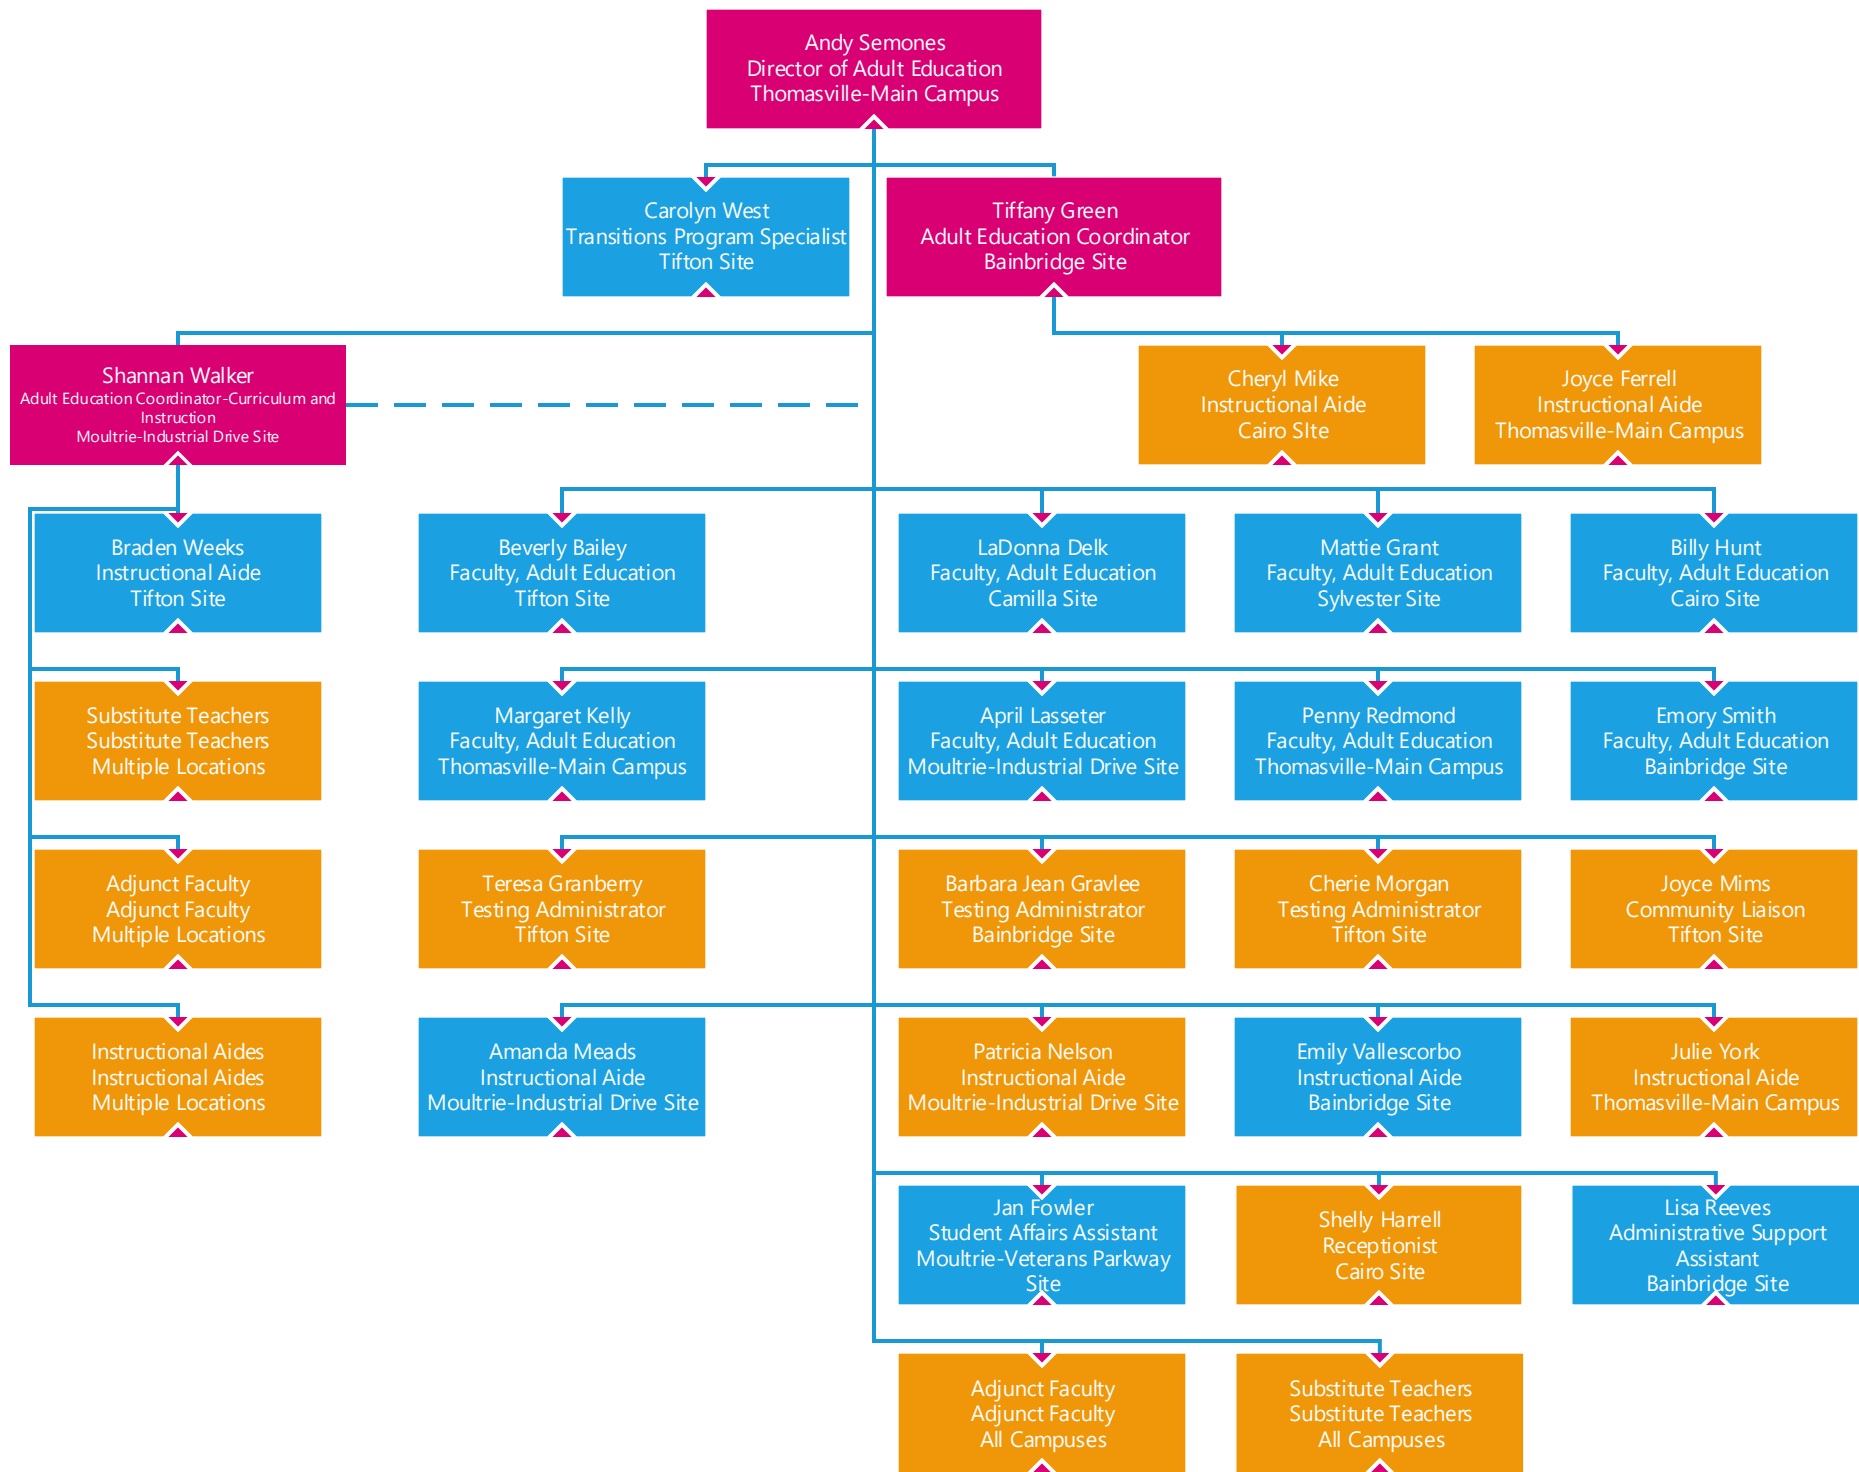 Andy Semones
Director of Adult Education
Thomasville-Main Campus
Carolyn West
Transitions Program Specialist
Tifton Site
Tiffany Green
Adult Education Coordinator
Bainbridge Site
Shannan Walker
Adult Education Coordinator-Curriculum and
Instruction
Moultrie-Industrial Drive Site
Cheryl Mike
Instructional Aide
Cairo SIte
Joyce Ferrell
Instructional Aide
Thomasville-Main Campus
Braden Weeks
Instructional Aide
Tifton Site
Beverly Bailey
Faculty, Adult Education
Tifton Site
LaDonna Delk
Faculty, Adult Education
Camilla Site
Mattie Grant
Faculty, Adult Education
Sylvester Site
Billy Hunt
Faculty, Adult Education
Cairo Site
Substitute Teachers
Substitute Teachers
Multiple Locations
Margaret Kelly
Faculty, Adult Education
Thomasville-Main Campus
April Lasseter
Faculty, Adult Education
Moultrie-Industrial Drive Site
Penny Redmond
Faculty, Adult Education
Thomasville-Main Campus
Emory Smith
Faculty, Adult Education
Bainbridge Site
Adjunct Faculty
Adjunct Faculty
Multiple Locations
Teresa Granberry
Testing Administrator
Tifton Site
Barbara Jean Gravlee
Testing Administrator
Bainbridge Site
Cherie Morgan
Testing Administrator
Tifton Site
Joyce Mims
Community Liaison
Tifton Site
Instructional Aides
Instructional Aides
Multiple Locations
Amanda Meads
Instructional Aide
Moultrie-Industrial Drive Site
Patricia Nelson
Instructional Aide
Moultrie-Industrial Drive Site
Emily Vallescorbo
Instructional Aide
Bainbridge Site
Julie York
Instructional Aide
Thomasville-Main Campus
Jan Fowler
Student Affairs Assistant
Moultrie-Veterans Parkway
Site
Shelly Harrell
Receptionist
Cairo Site
Lisa Reeves
Administrative Support
Assistant
Bainbridge Site
Adjunct Faculty
Adjunct Faculty
All Campuses
Substitute Teachers
Substitute Teachers
All Campuses